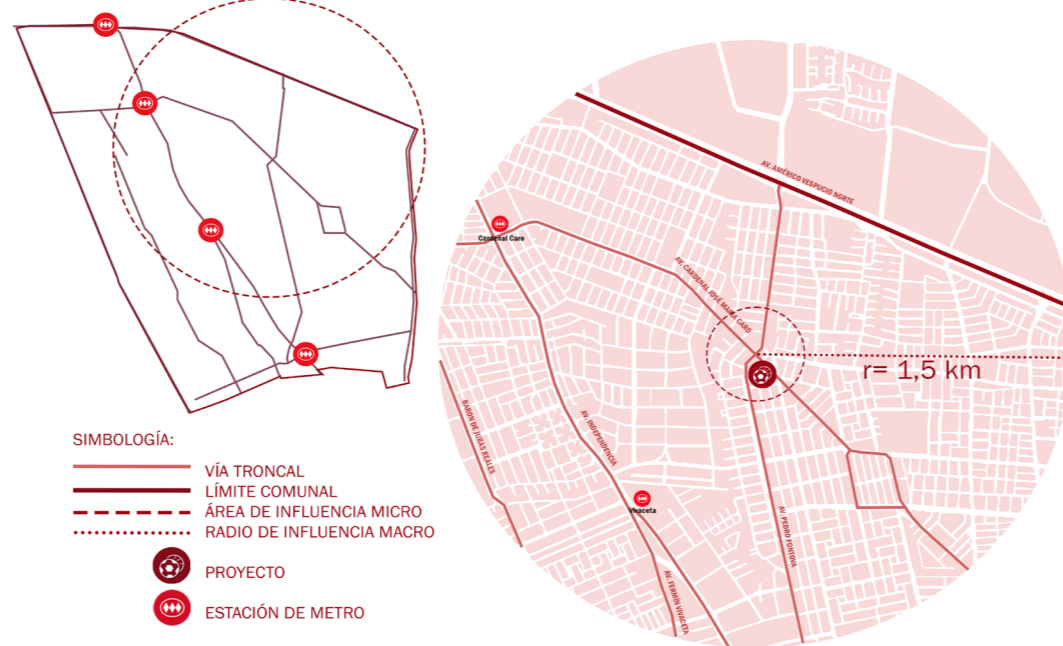 SIMBOLOGÍA:
VÍA TRONCAL
LÍMITE COMUNAL
ÁREA DE INFLUENCIA MICRO
RADIO DE INFLUENCIA MACRO
PROYECTO
ESTACIÓN DE METRO
AV. AMÉRICO VESPUCIO NORTE
Cardenal Caro
AV. CARDENAL JOSÉ MARÍA CARO
r= 1,5 km
BARON DE JURAS REALES
AV. INDEPENDENCIA
Vivaceta
AV. PEDRO FONTOVA
AV. FERMÍN VIVACETA